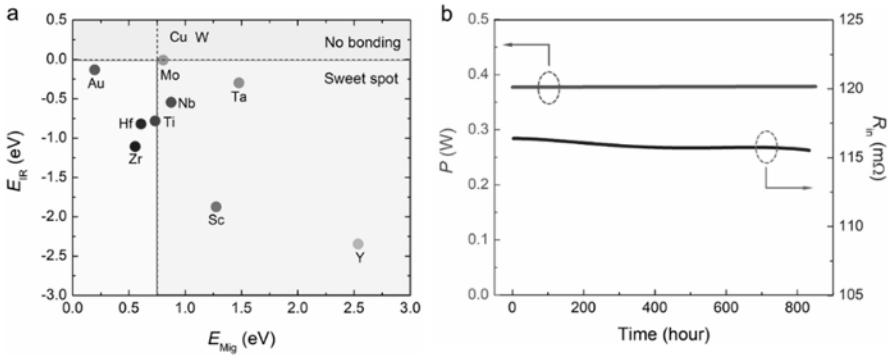 a
0.5
0.0
-0.5
-1.0
-1.5
-2.0
-2.5
-3.0
E_IR (eV)
Cu W
No bonding
Sweet spot
Au
Mo
Ta
Nb
Hf
Ti
Zr
Sc
Y
0.0 0.5 1.0 1.5 2.0 2.5 3.0
E_Mig (eV)
b
0.5
0.4
0.3
0.2
0.1
0.0
P (W)
125
120
115
110
105
R_in (mΩ)
0 200 400 600 800
Time (hour)